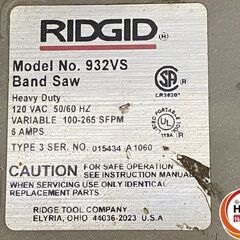 RIDGID
Model No. 932VS
Band Saw
Heavy Duty
120 VAC 50/60 HZ
VARIABLE 100-265 SFPM
6 AMPS
TYPE 3 SER. NO. 015434 A1060
CAUTION FOR SAFE OPERATION
SEE INSTRUCTION MANUAL.
WHEN SERVICING USE ONLY IDENTICAL
REPLACEMENT PARTS.
RIDGE TOOL COMPANY
ELYRIA, OHIO 44036-2023 U.S.A.